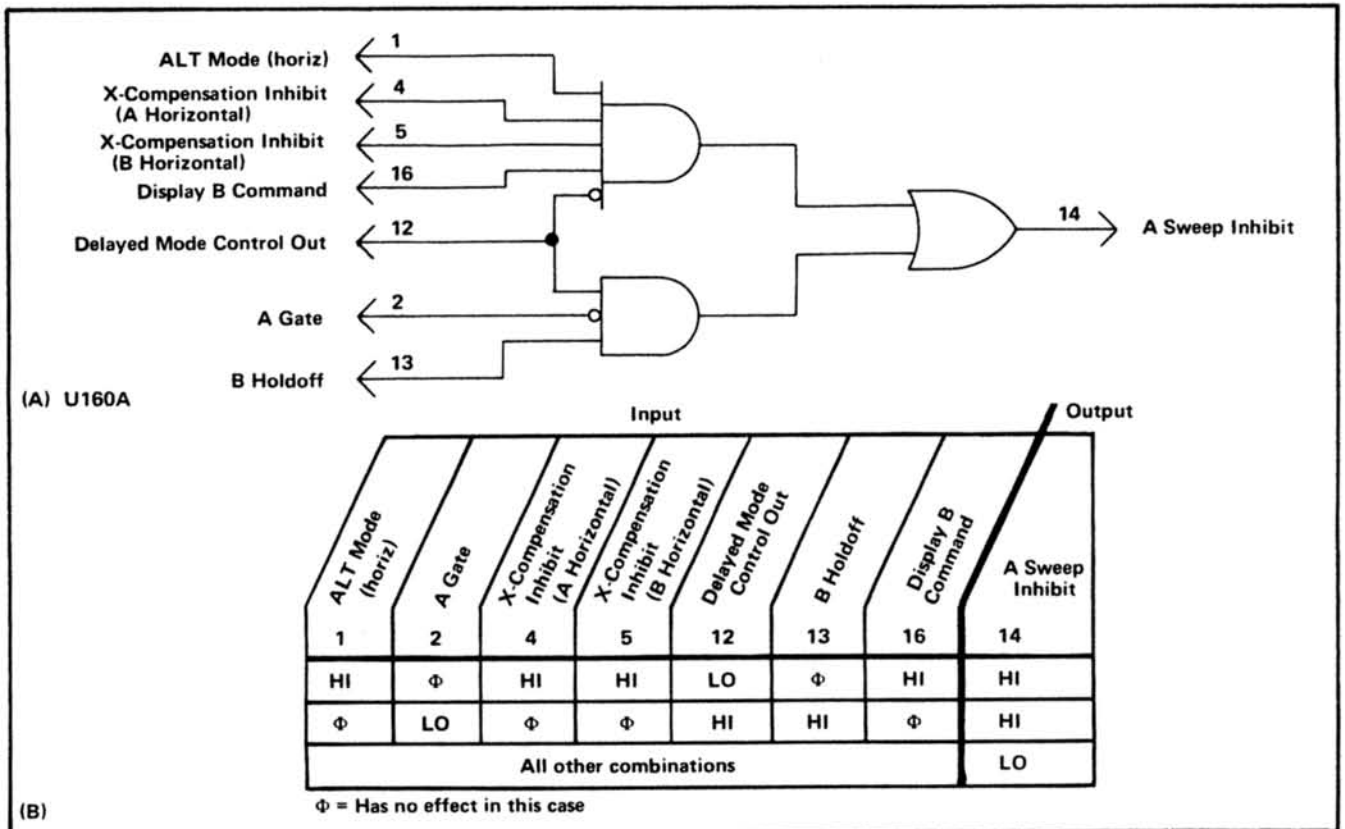 1
ALT Mode (horiz)
4
X-Compensation Inhibit
(A Horizontal)
5
X-Compensation Inhibit
(B Horizontal)
16
Display B Command
12
Delayed Mode Control Out
14
A Sweep Inhibit
2
A Gate
13
B Holdoff
(A) U160A
Input
Output
ALT Mode
(horiz)
A Gate
X-Compensation
Inhibit
(A Horizontal)
X-Compensation
Inhibit
(B Horizontal)
Delayed Mode
Control Out
B Holdoff
Display B
Command
A Sweep
Inhibit
1 2 4 5 12 13 16 14
HI Φ HI HI LO Φ HI HI
Φ LO Φ Φ HI HI Φ HI
All other combinations LO
Φ = Has no effect in this case
(B)